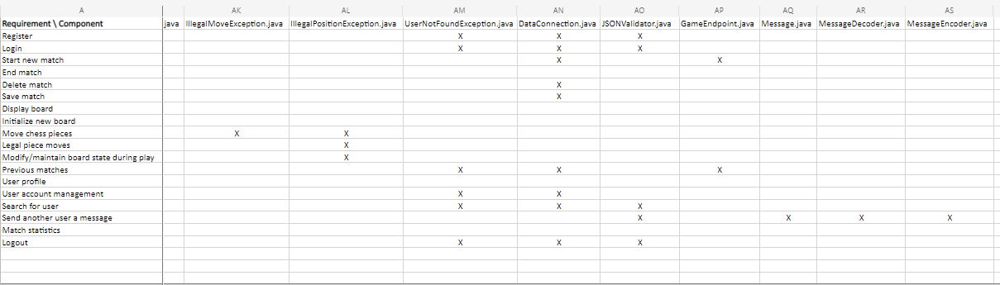 A AK AL AM AN AO AP AQ AR AS
Requirement \ Component java IllegalMoveException.java IllegalPositionException.java UserNotFoundException.java DataConnection.java JSONValidator.java GameEndpoint.java Message.java MessageDecoder.java MessageEncoder.java
Register X X X
Login X X X
Start new match X X
End match
Delete match X
Save match X
Display board
Initialize new board
Move chess pieces X X
Legal piece moves X
Modify/maintain board state during play X
Previous matches X X X
User profile
User account management X X
Search for user X X X
Send another user a message X X X X
Match statistics
Logout X X X